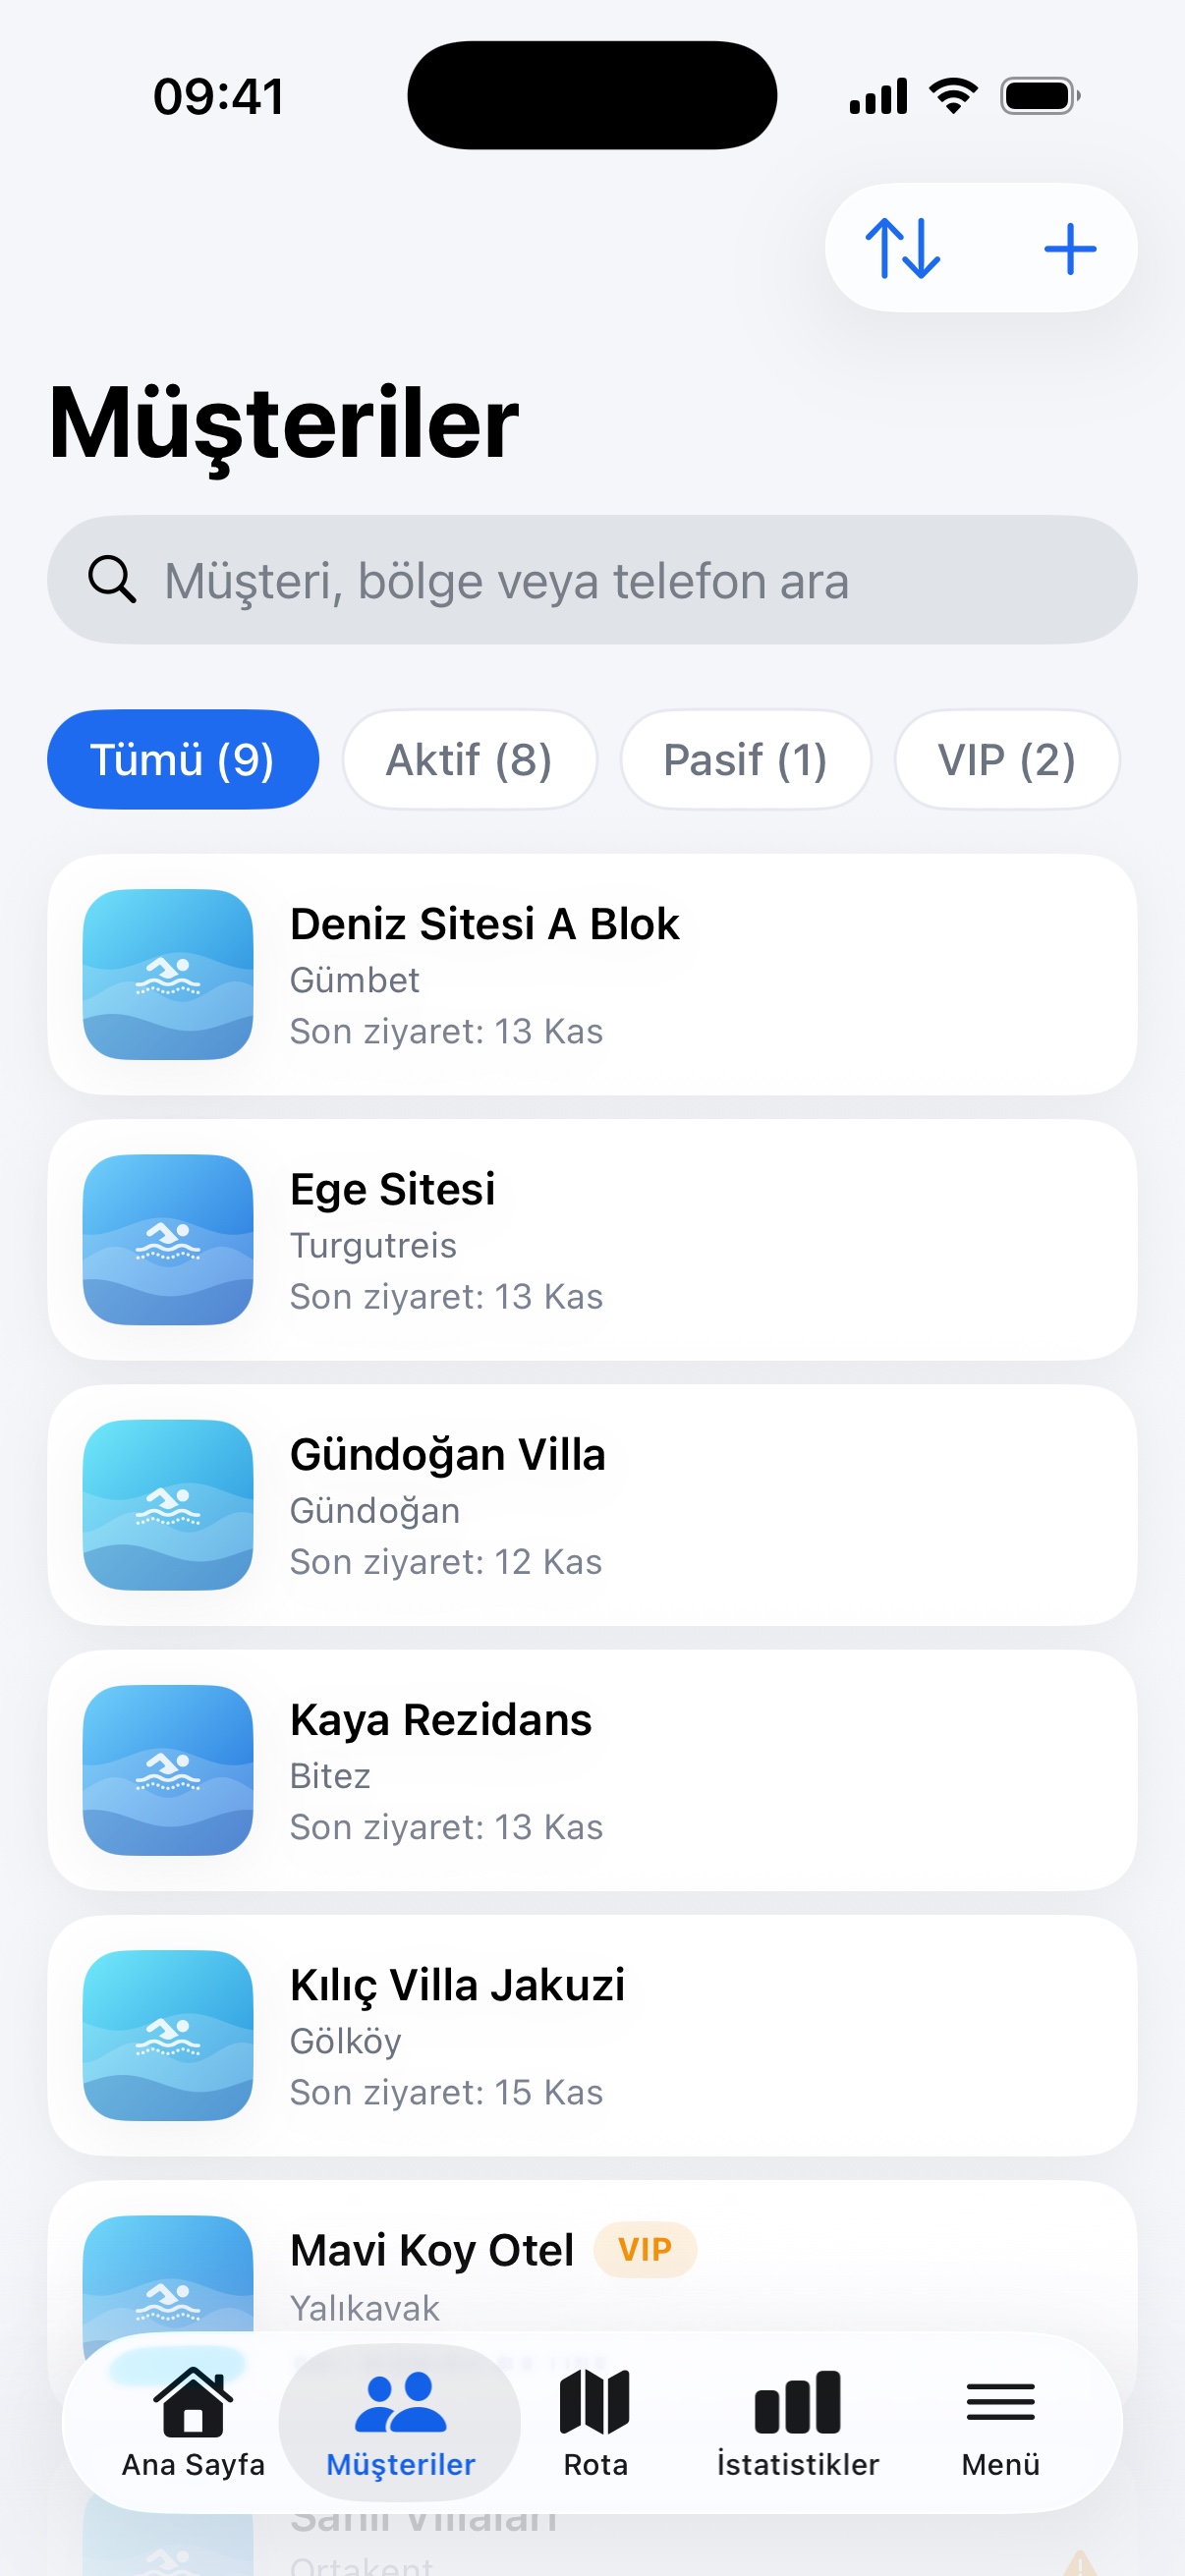 09:41
Müşteriler
Müşteri, bölge veya telefon ara
Tümü (9) Aktif (8) Pasif (1) VIP (2)
Deniz Sitesi A Blok
Gümbet
Son ziyaret: 13 Kas
Ege Sitesi
Turgutreis
Son ziyaret: 13 Kas
Gündoğan Villa
Gündoğan
Son ziyaret: 12 Kas
Kaya Rezidans
Bitez
Son ziyaret: 13 Kas
Kılıç Villa Jakuzi
Gölköy
Son ziyaret: 15 Kas
Mavi Koy Otel VIP
Yalıkavak
Ana Sayfa Müşteriler Rota İstatistikler Menü
Ortakent